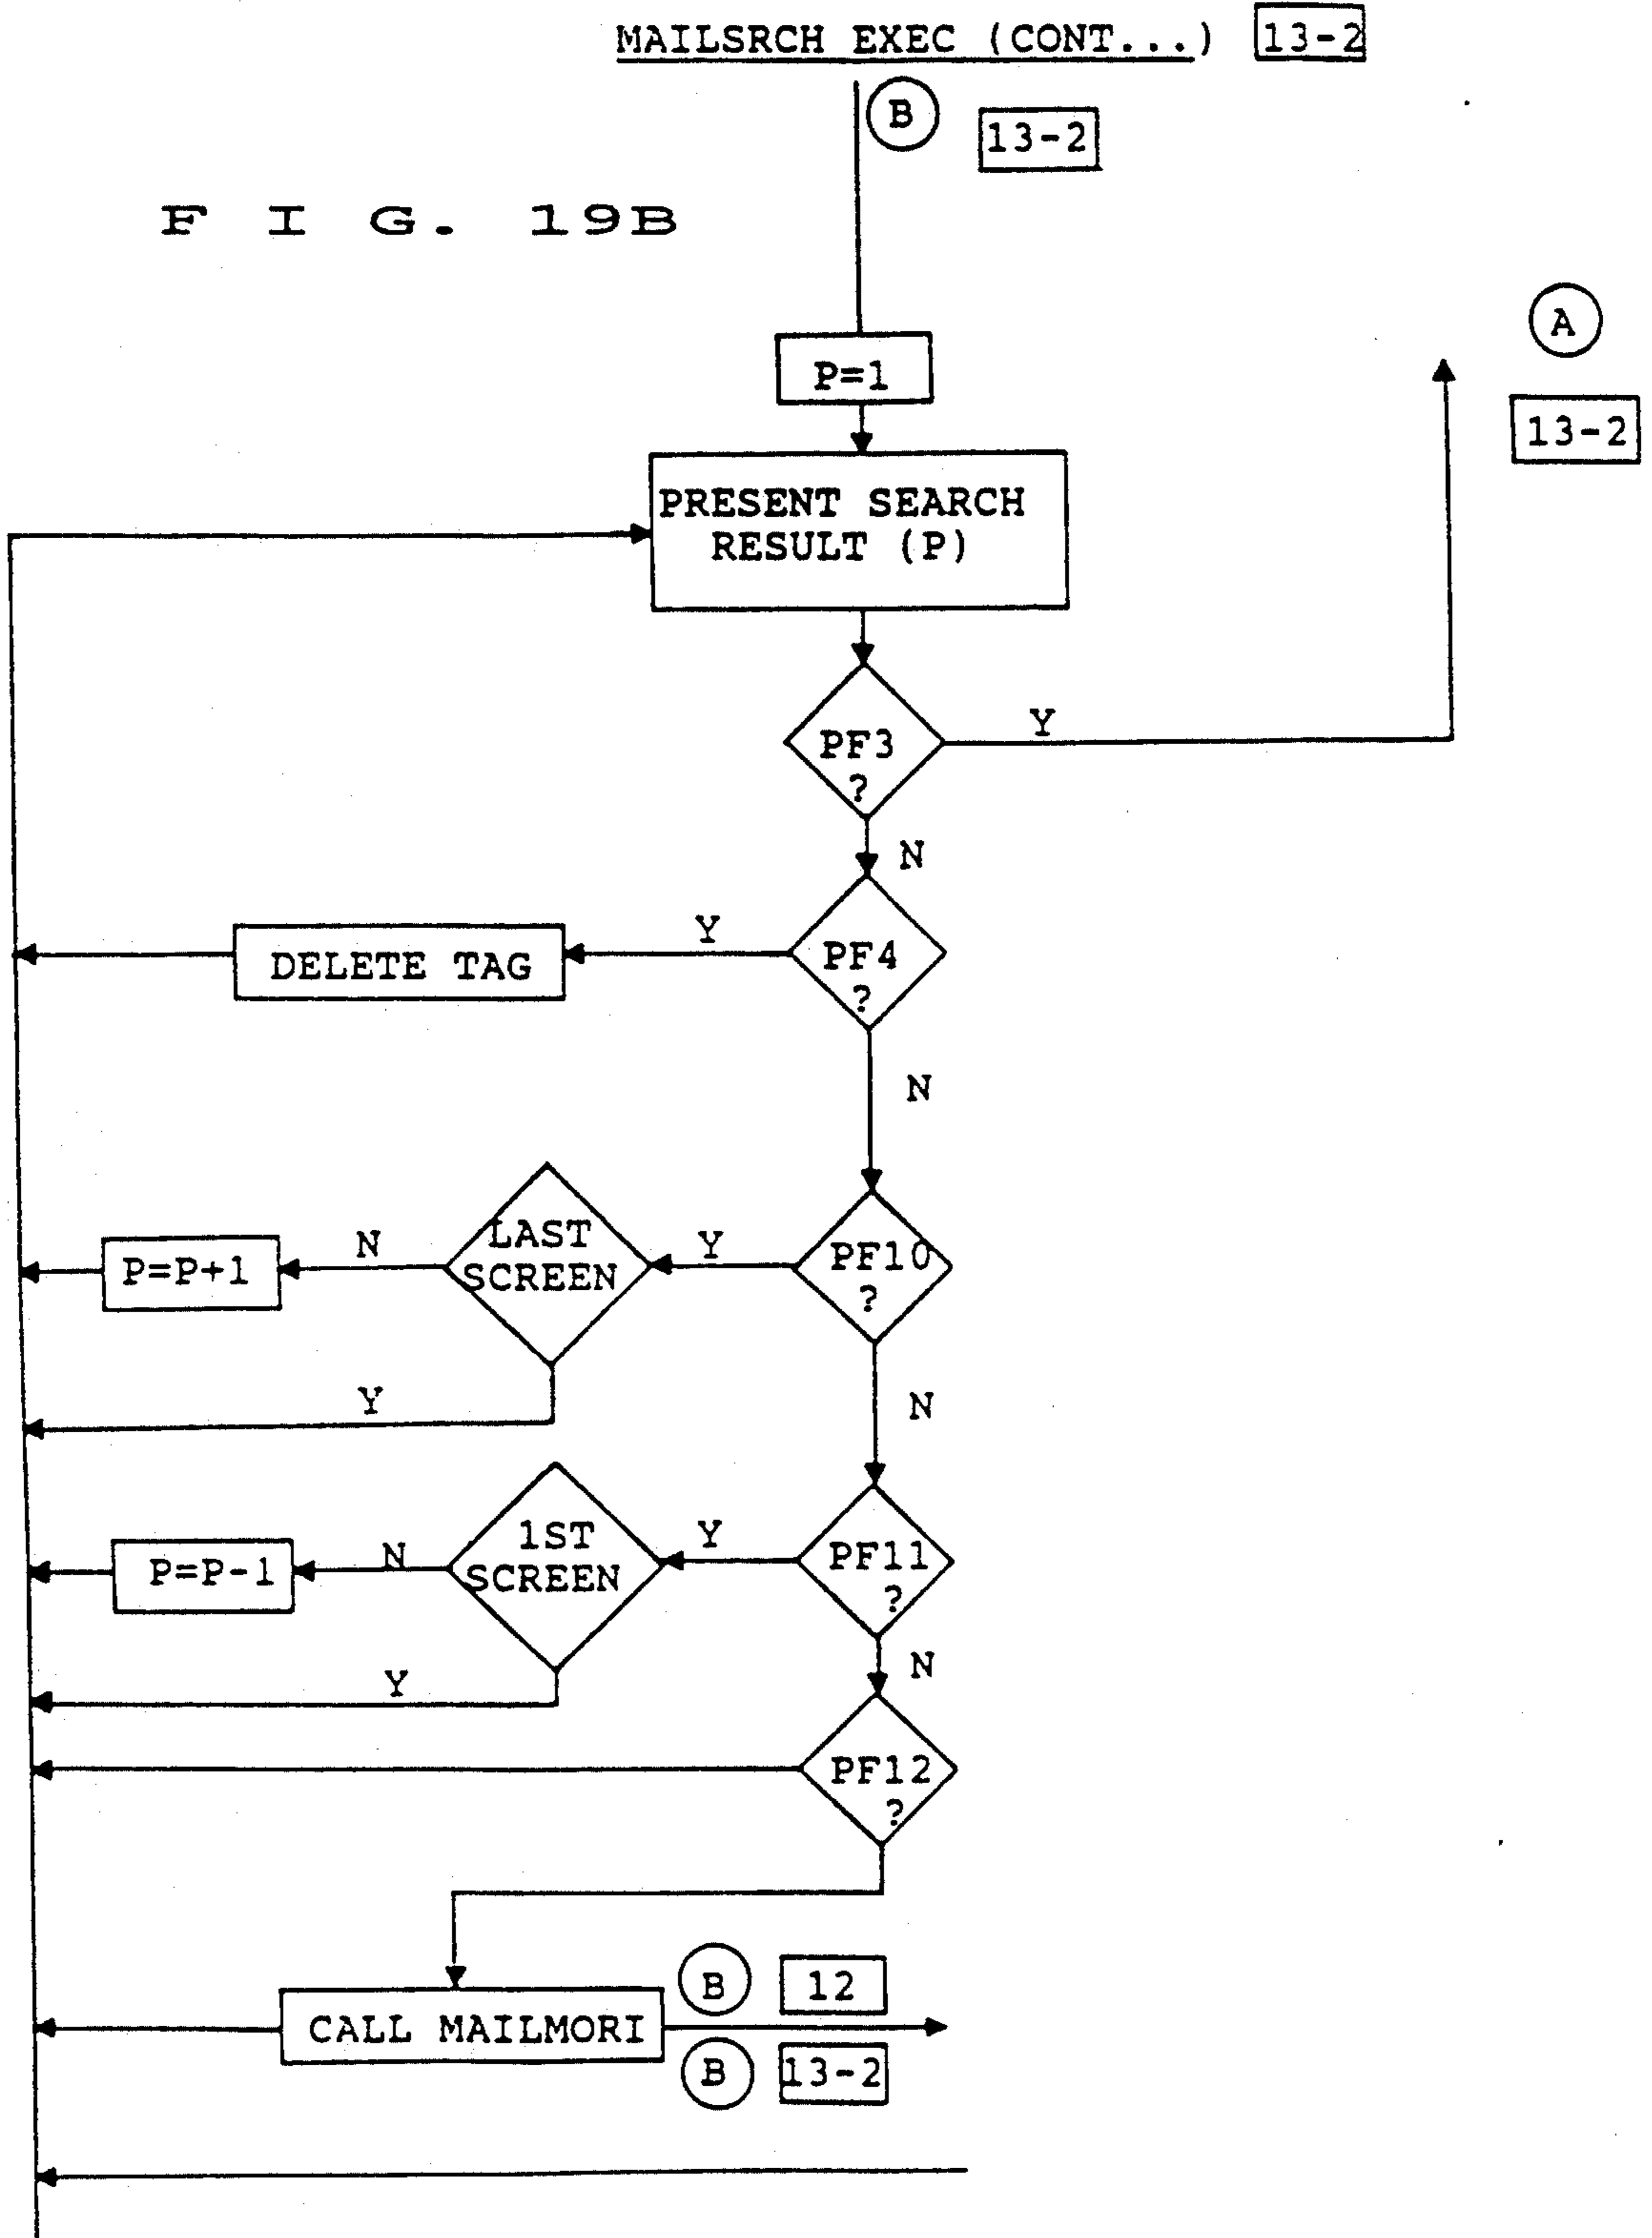 MAILSRCH EXEC (CONT...) 13-2
B
13-2
F I G. 19B
A
P=1
13-2
PRESENT SEARCH
RESULT (P)
Y
PF3
?
N
Y
DELETE TAG
PF4
?
N
LAST
SCREEN
N
Y
P=P+1
PF10
?
Y
N
1ST
SCREEN
Y
N
P=P-1
PF11
?
N
Y
PF12
?
B 12
CALL MAILMORI
B 13-2